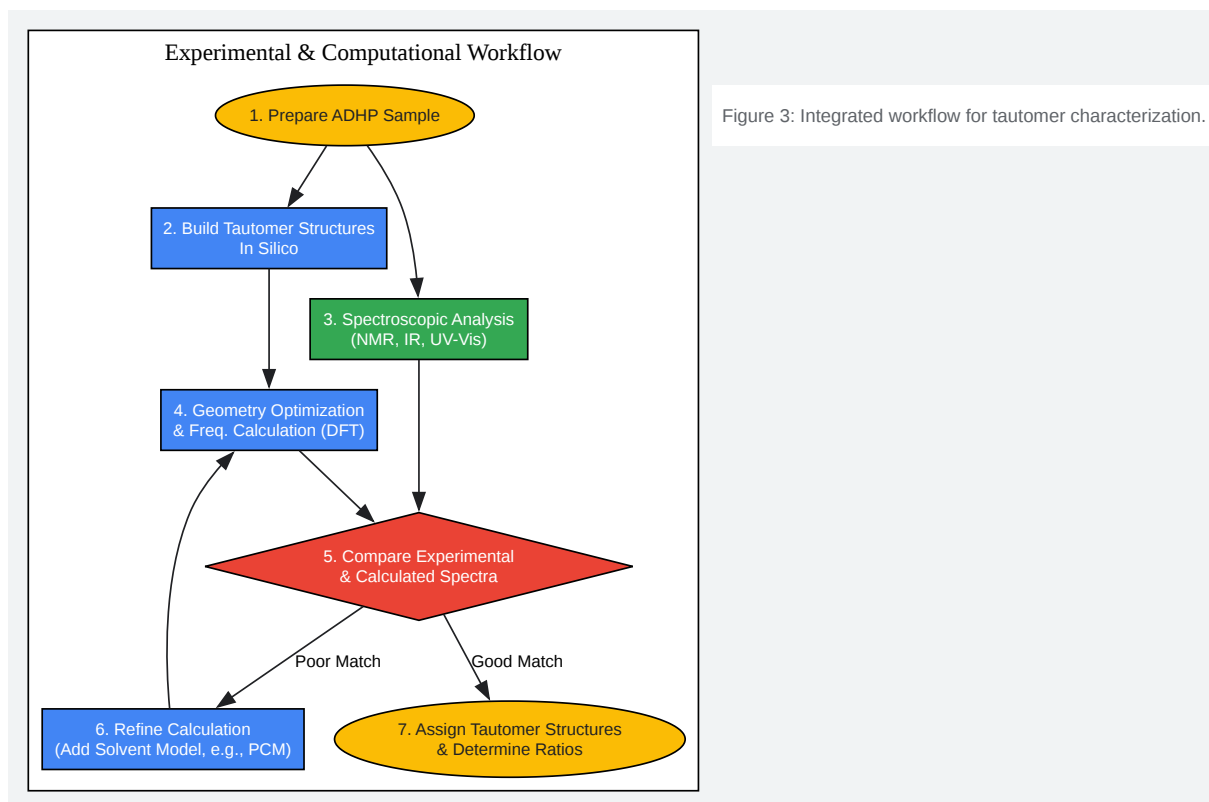 Experimental & Computational Workflow
1. Prepare ADHP Sample
Figure 3: Integrated workflow for tautomer characterization.
2. Build Tautomer Structures
In Silico
3. Spectroscopic Analysis
(NMR, IR, UV-Vis)
4. Geometry Optimization
& Freq. Calculation (DFT)
5. Compare Experimental
& Calculated Spectra
Poor Match
Good Match
6. Refine Calculation
(Add Solvent Model, e.g., PCM)
7. Assign Tautomer Structures
& Determine Ratios